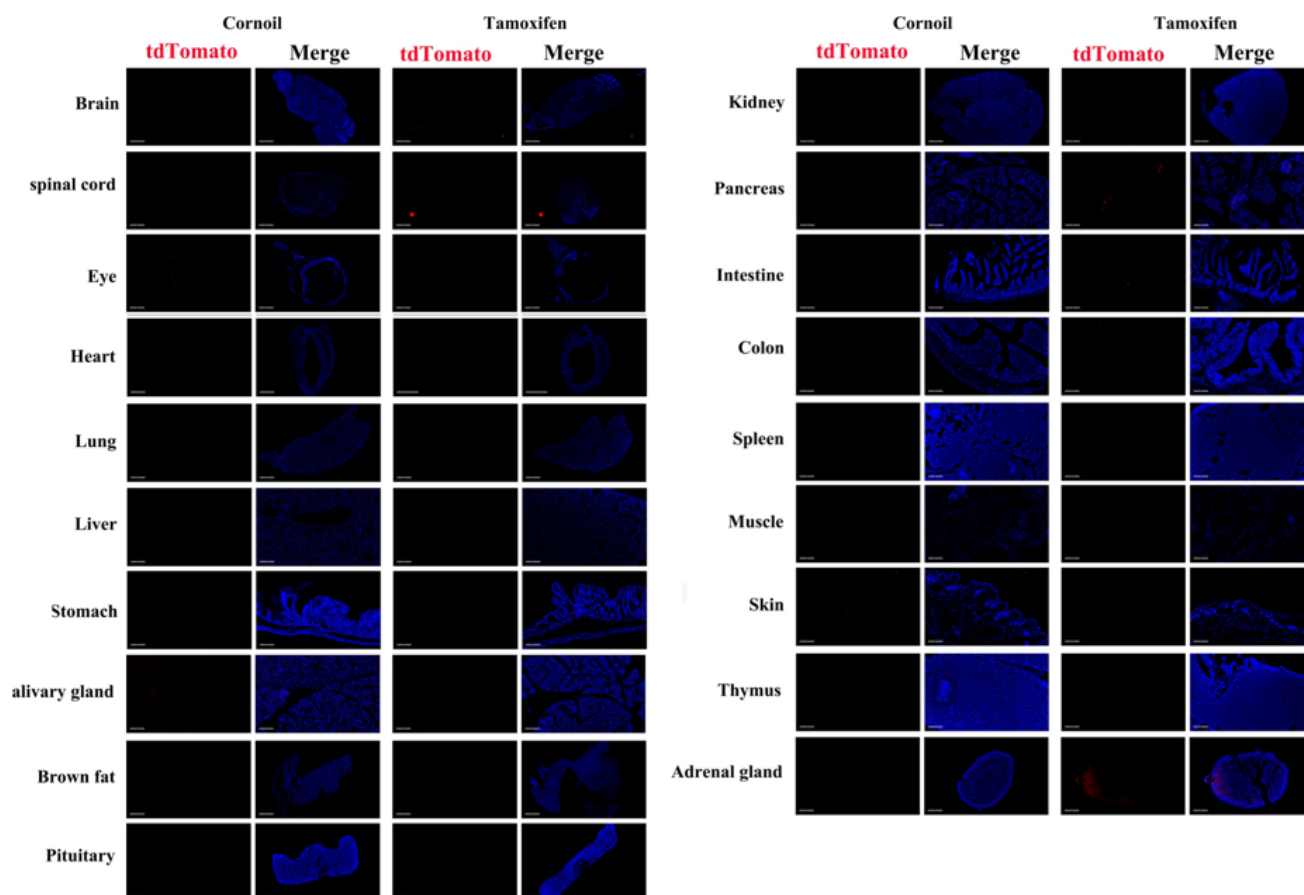 Cornoil Tamoxifen
tdTomato Merge tdTomato Merge
Brain
spinal cord
Eye
Heart
Lung
Liver
Stomach
alivary gland
Brown fat
Pituitary
Cornoil Tamoxifen
tdTomato Merge tdTomato Merge
Kidney
Pancreas
Intestine
Colon
Spleen
Muscle
Skin
Thymus
Adrenal gland